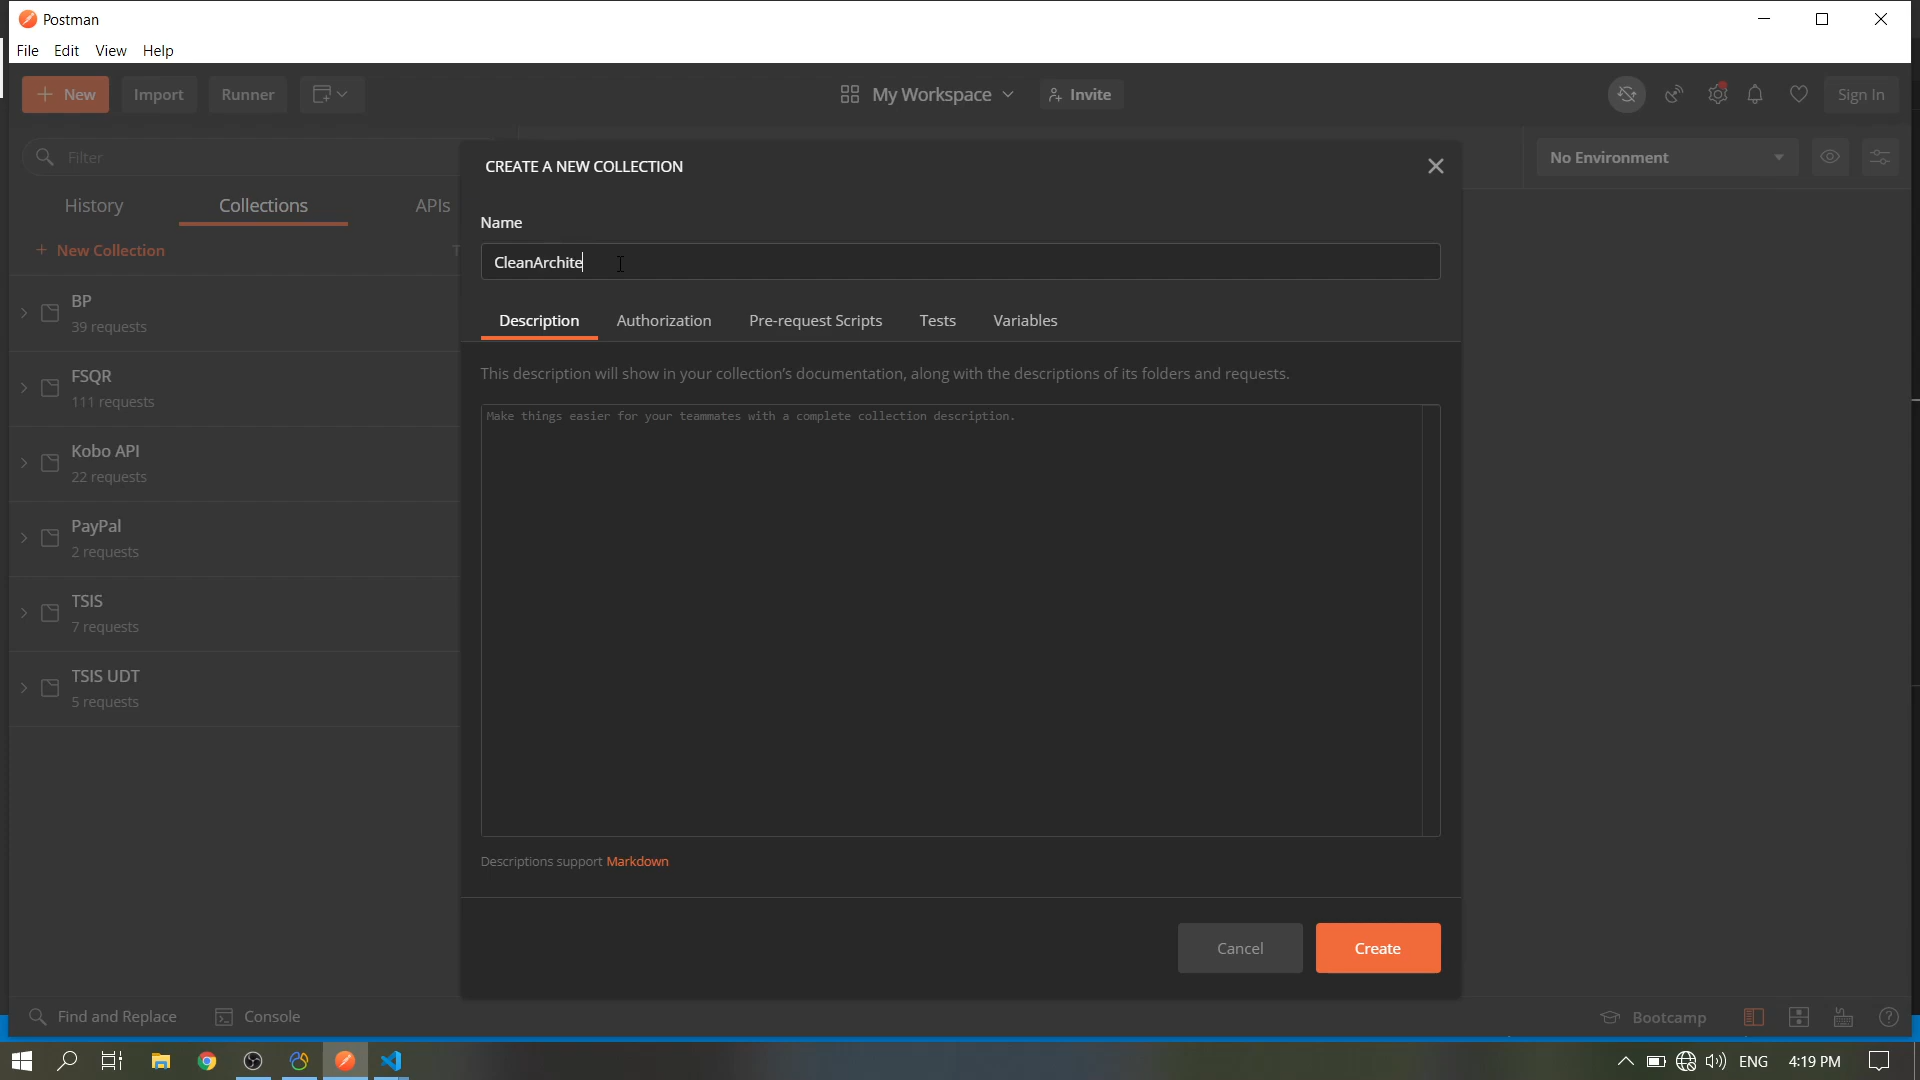 Postman
File Edit View Help
New Import Runner My Workspace Invite Sign In
Filter
No Environment
History Collections APIs
+ New Collection
BP
39 requests
FSQR
111 requests
Kobo API
22 requests
PayPal
2 requests
TSIS
7 requests
TSIS UDT
5 requests
CREATE A NEW COLLECTION
Name
CleanArchite
Description Authorization Pre-request Scripts Tests Variables
This description will show in your collection's documentation, along with the descriptions of its folders and requests.
Make things easier for your teammates with a complete collection description.
Descriptions support Markdown
Cancel Create
Find and Replace Console Bootcamp
ENG 4:19 PM